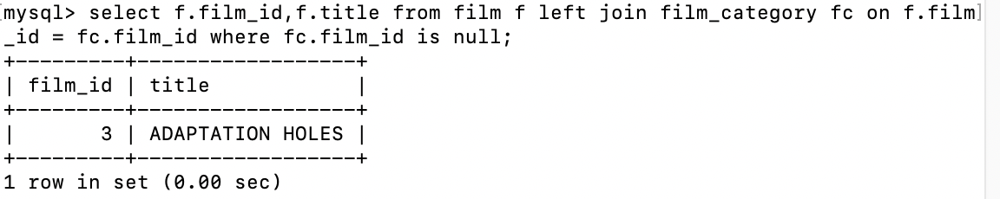 [mysql> select f.film_id,f.title from film f left join film_category fc on f.film]
_id = fc.film_id where fc.film_id is null;
+---------+------------------+
| film_id | title            |
+---------+------------------+
|       3 | ADAPTATION HOLES |
+---------+------------------+
1 row in set (0.00 sec)